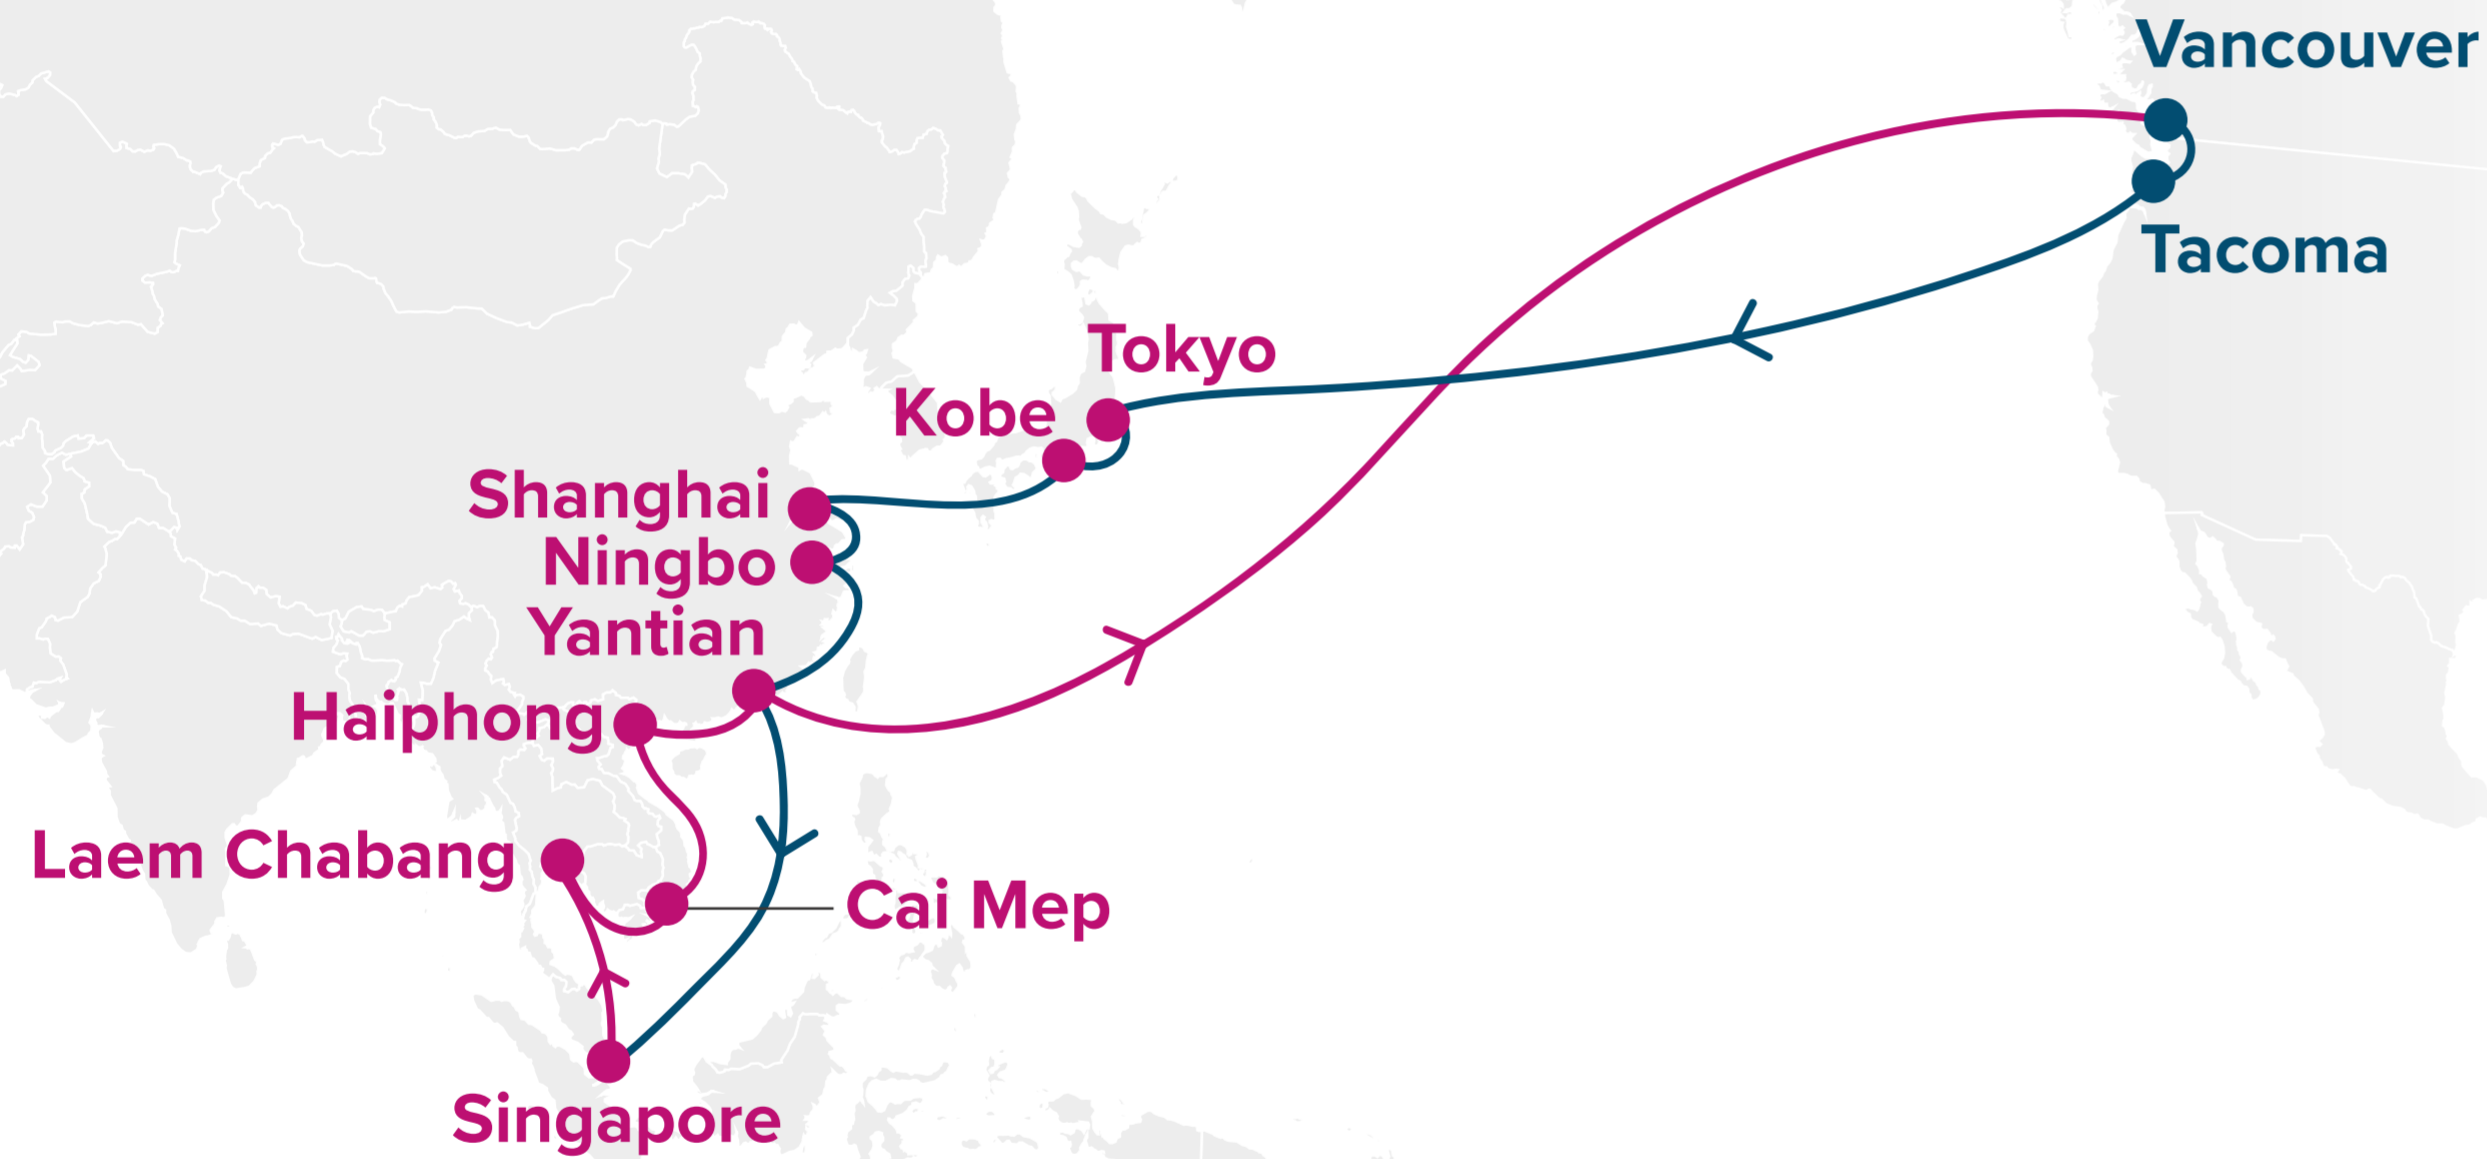 Vancouver
Tacoma
Tokyo
Kobe
Shanghai
Ningbo
Yantian
Haiphong
Laem Chabang
Cai Mep
Singapore